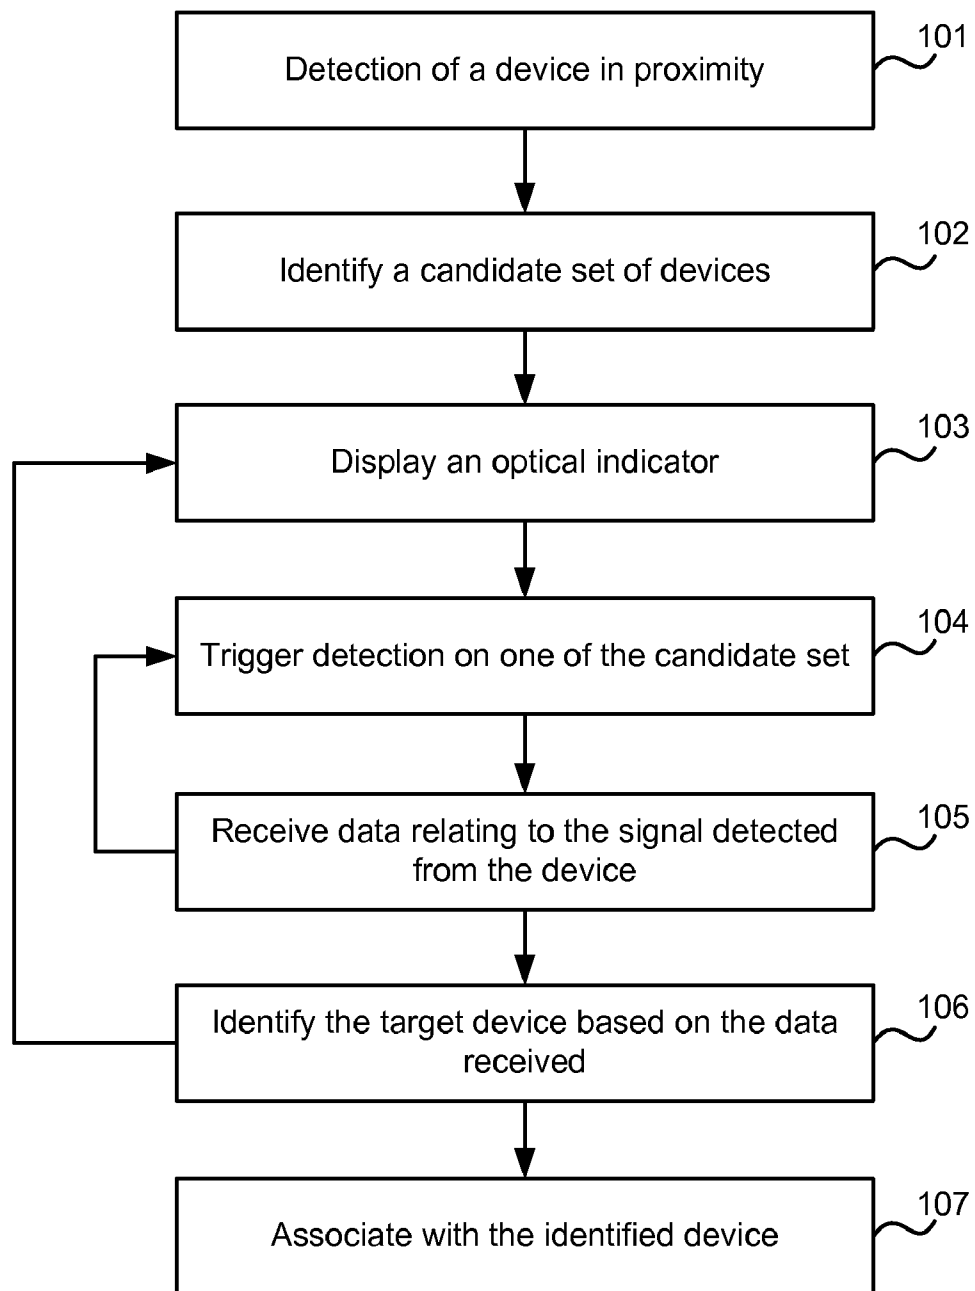 Detection of a device in proximity
101
Identify a candidate set of devices
102
Display an optical indicator
103
Trigger detection on one of the candidate set
104
Receive data relating to the signal detected
from the device
105
Identify the target device based on the data
received
106
Associate with the identified device
107